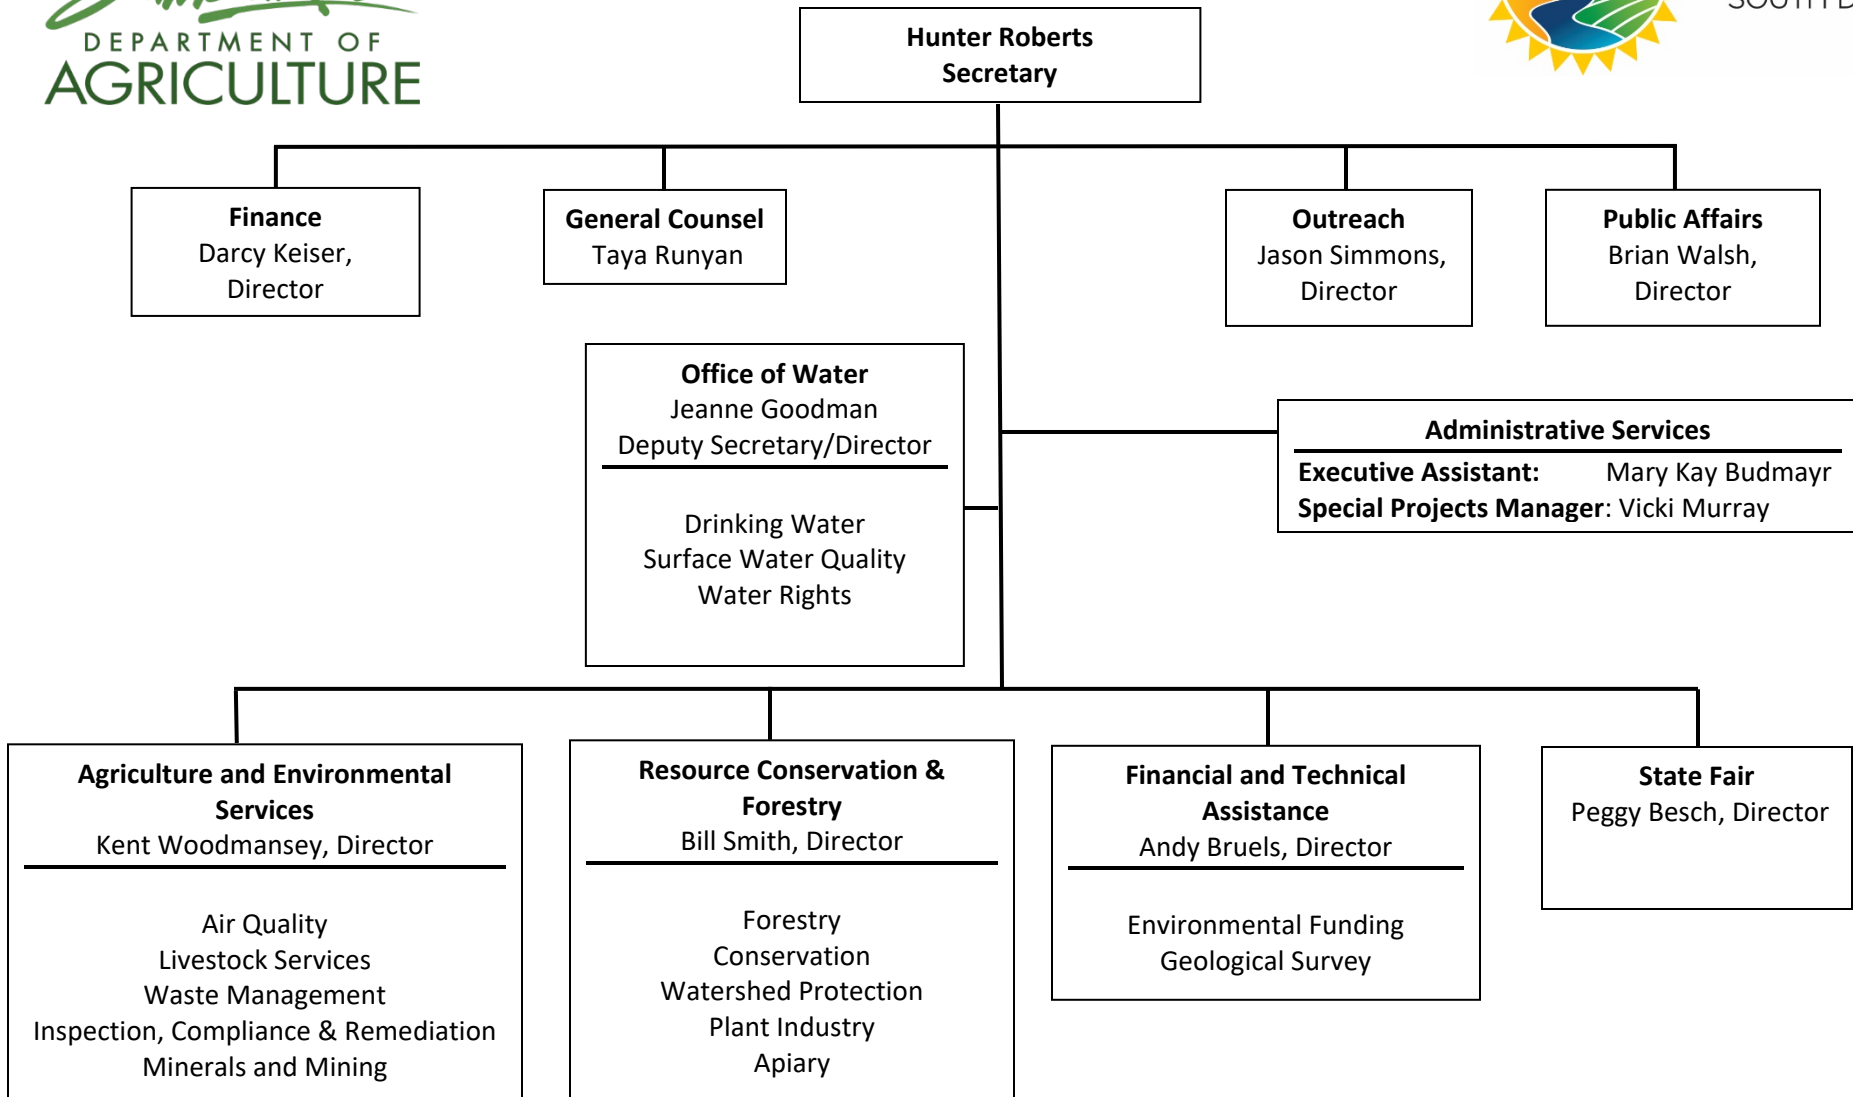 DEPARTMENT OF
AGRICULTURE
Hunter Roberts
Secretary
Finance
Darcy Keiser,
Director
General Counsel
Taya Runyan
Outreach
Jason Simmons,
Director
Public Affairs
Brian Walsh,
Director
Office of Water
Jeanne Goodman
Deputy Secretary/Director
Drinking Water
Surface Water Quality
Water Rights
Administrative Services
Executive Assistant: Mary Kay Budmayr
Special Projects Manager: Vicki Murray
Agriculture and Environmental
Services
Kent Woodmansey, Director
Air Quality
Livestock Services
Waste Management
Inspection, Compliance & Remediation
Minerals and Mining
Resource Conservation &
Forestry
Bill Smith, Director
Forestry
Conservation
Watershed Protection
Plant Industry
Apiary
Financial and Technical
Assistance
Andy Bruels, Director
Environmental Funding
Geological Survey
State Fair
Peggy Besch, Director